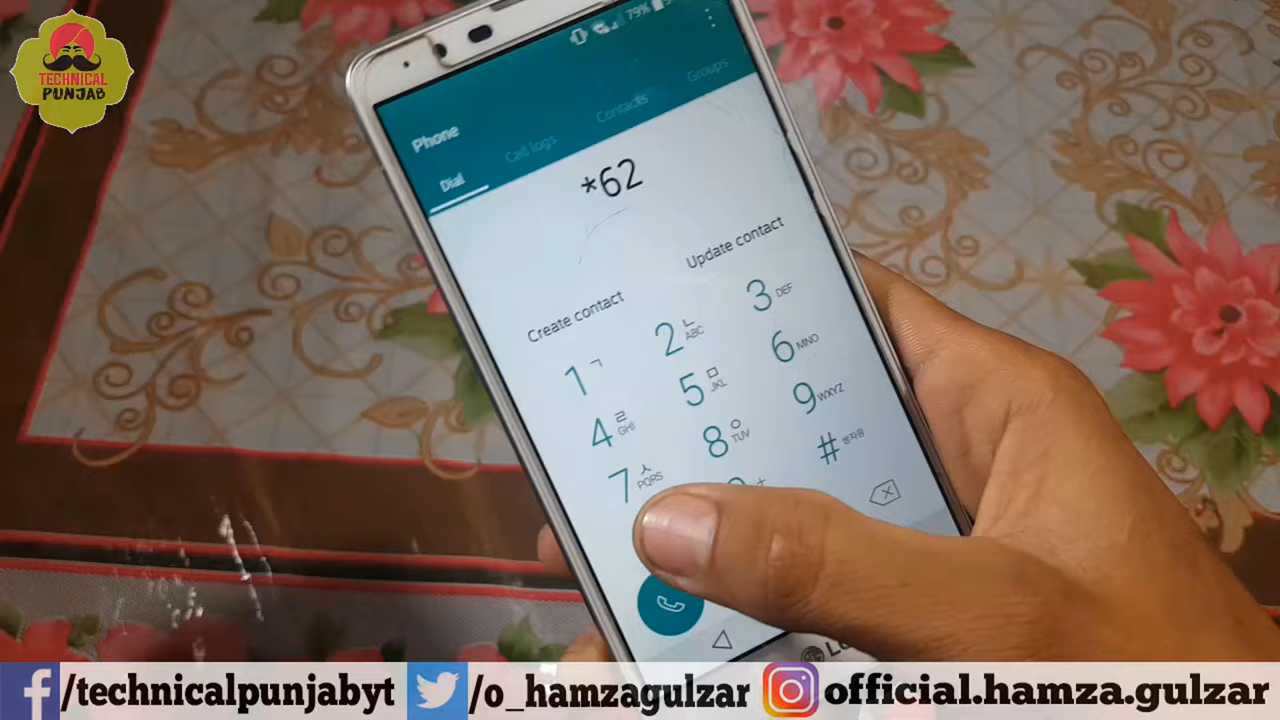 TECHNICAL
PUNJAB
79%
Phone
Dial
Call logs
Contacts
Groups
*62
Create contact
Update contact
1 ㄱ
2 ㄴ ABC
3 DEF
4 ㄹ GHI
5 ㅁ JKL
6 MNO
7 ㅅ PQRS
8 ㅇ TUV
9 WXYZ
#
/technicalpunjabyt
/o_hamzagulzar
official.hamza.gulzar